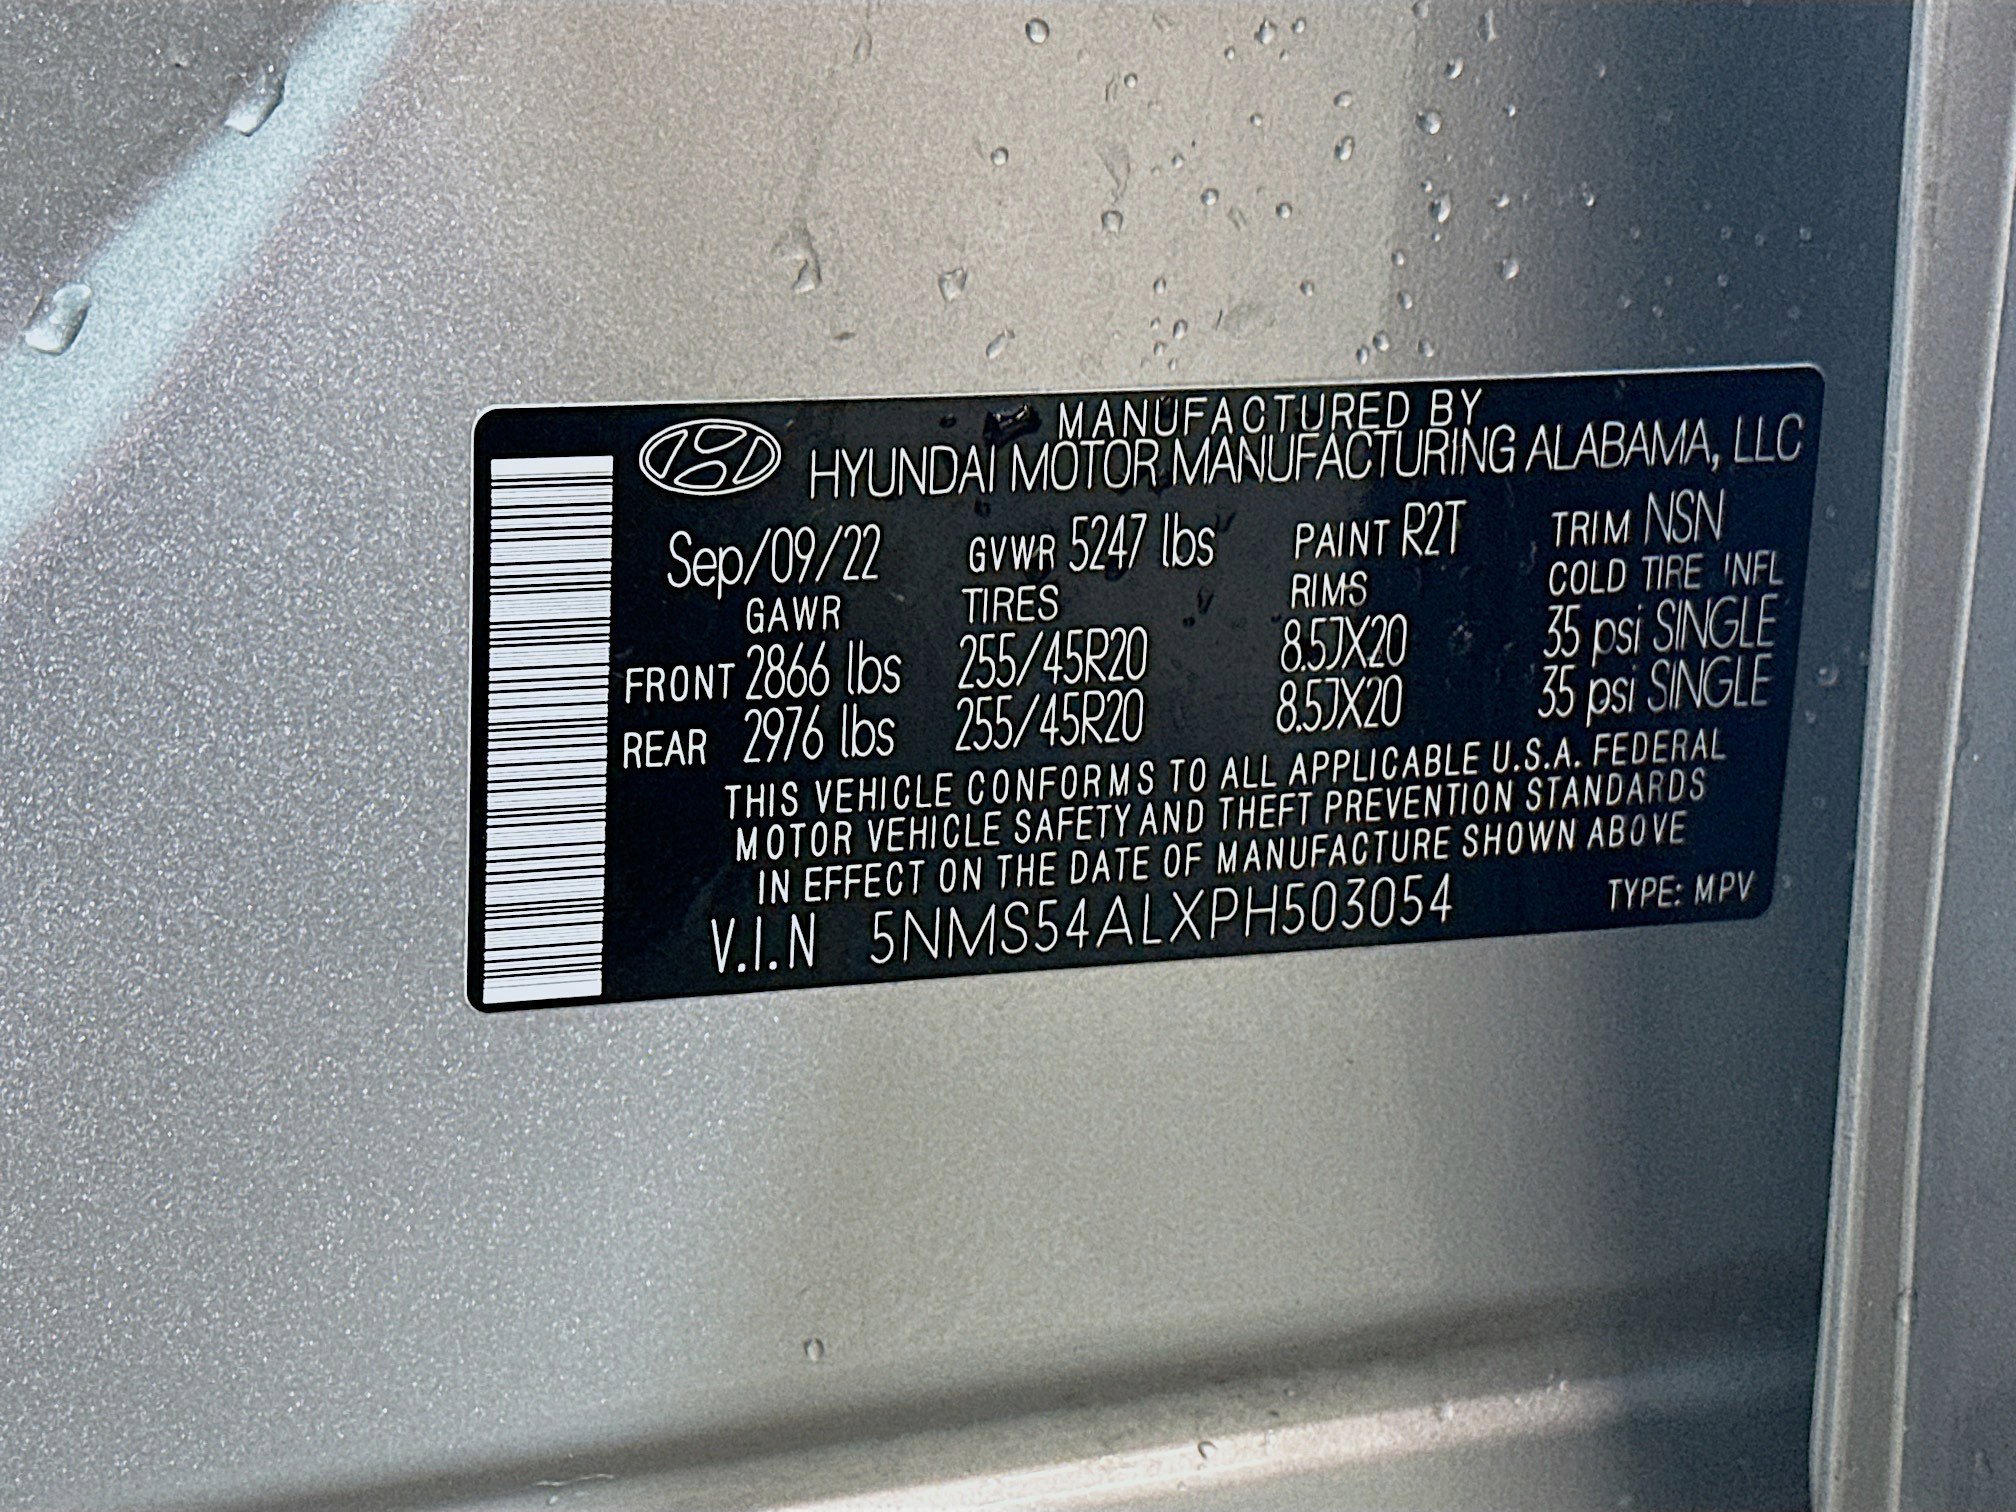 MANUFACTURED BY
HYUNDAI MOTOR MANUFACTURING ALABAMA, LLC
Sep/09/22 GVWR 5247 lbs PAINT R2T TRIM NSN
GAWR TIRES RIMS COLD TIRE INFL
FRONT 2866 lbs 255/45R20 8.5JX20 35 psi SINGLE
REAR 2976 lbs 255/45R20 8.5JX20 35 psi SINGLE
THIS VEHICLE CONFORMS TO ALL APPLICABLE U.S.A. FEDERAL
MOTOR VEHICLE SAFETY AND THEFT PREVENTION STANDARDS
IN EFFECT ON THE DATE OF MANUFACTURE SHOWN ABOVE
V.I.N 5NMS54ALXPH503054 TYPE: MPV